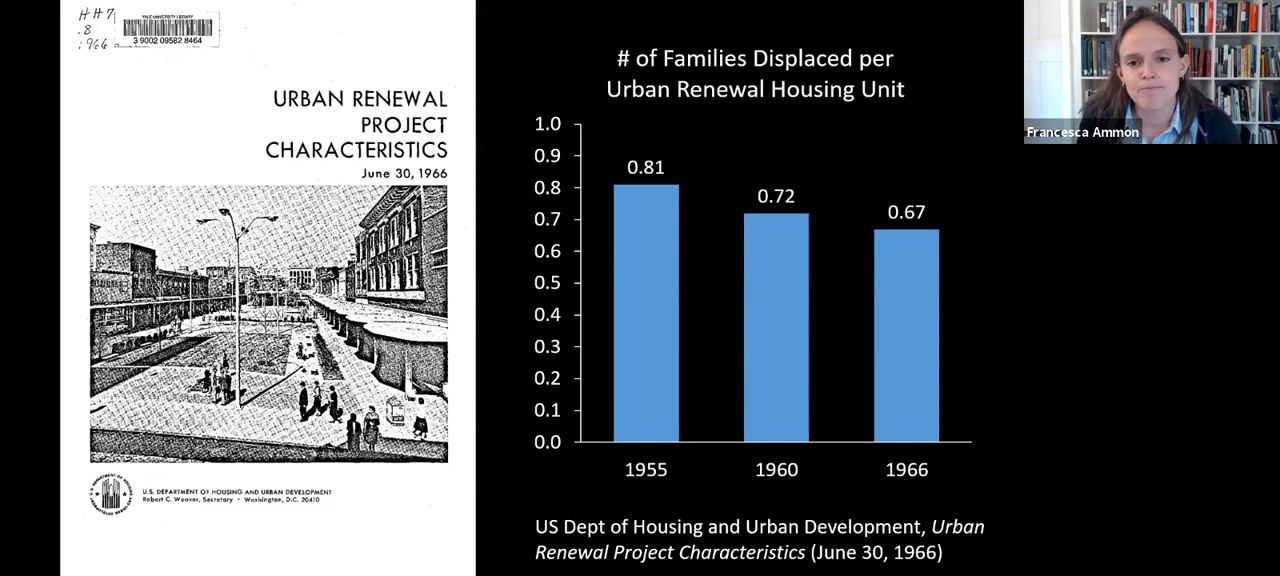 HH7
.8
:966
YALE UNIVERSITY LIBRARY
3 9002 09582 8464
URBAN RENEWAL
PROJECT
CHARACTERISTICS
June 30, 1966
U.S. DEPARTMENT OF HOUSING AND URBAN DEVELOPMENT
Robert C. Weaver, Secretary • Washington, D.C. 20410
# of Families Displaced per
Urban Renewal Housing Unit
1.0
0.9
0.8
0.7
0.6
0.5
0.4
0.3
0.2
0.1
0.0
0.81
0.72
0.67
1955
1960
1966
US Dept of Housing and Urban Development, Urban
Renewal Project Characteristics (June 30, 1966)
Francesca Ammon